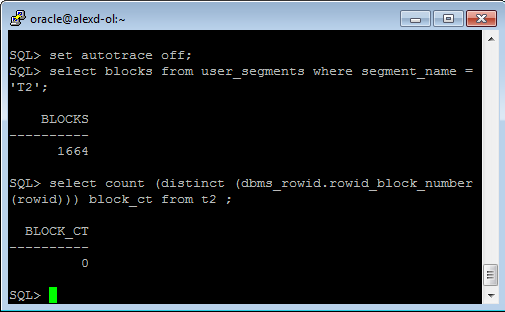 oracle@alexd-ol:~
SQL> set autotrace off;
SQL> select blocks from user_segments where segment_name =
'T2';
BLOCKS
----------
1664
SQL> select count (distinct (dbms_rowid.rowid_block_number
(rowid))) block_ct from t2 ;
BLOCK_CT
----------
0
SQL>